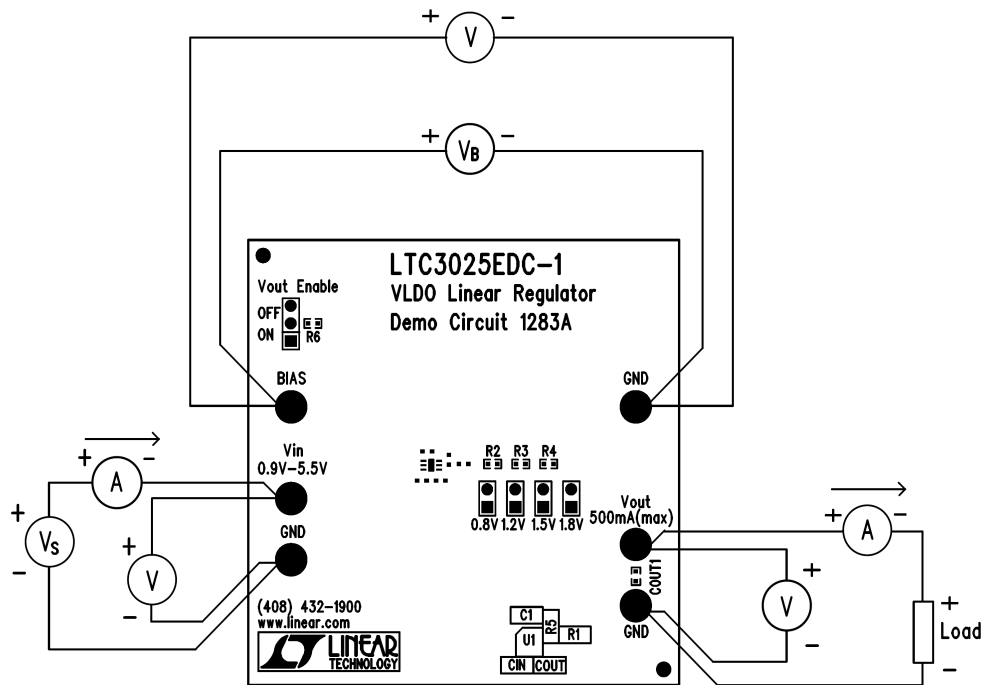 + V -
+ VB -
LTC3025EDC-1
VLDO Linear Regulator
Demo Circuit 1283A
Vout Enable
OFF
ON
R6
BIAS
GND
Vin
0.9V-5.5V
GND
+ A -
+
VS
-
+
V
-
R2 R3 R4
0.8V 1.2V 1.5V 1.8V
Vout
500mA(max)
COUT1
GND
+ A -
+
V
-
+
Load
-
(408) 432-1900
www.linear.com
LT LINEAR
TECHNOLOGY
C1
R5
R1
U1
CIN COUT